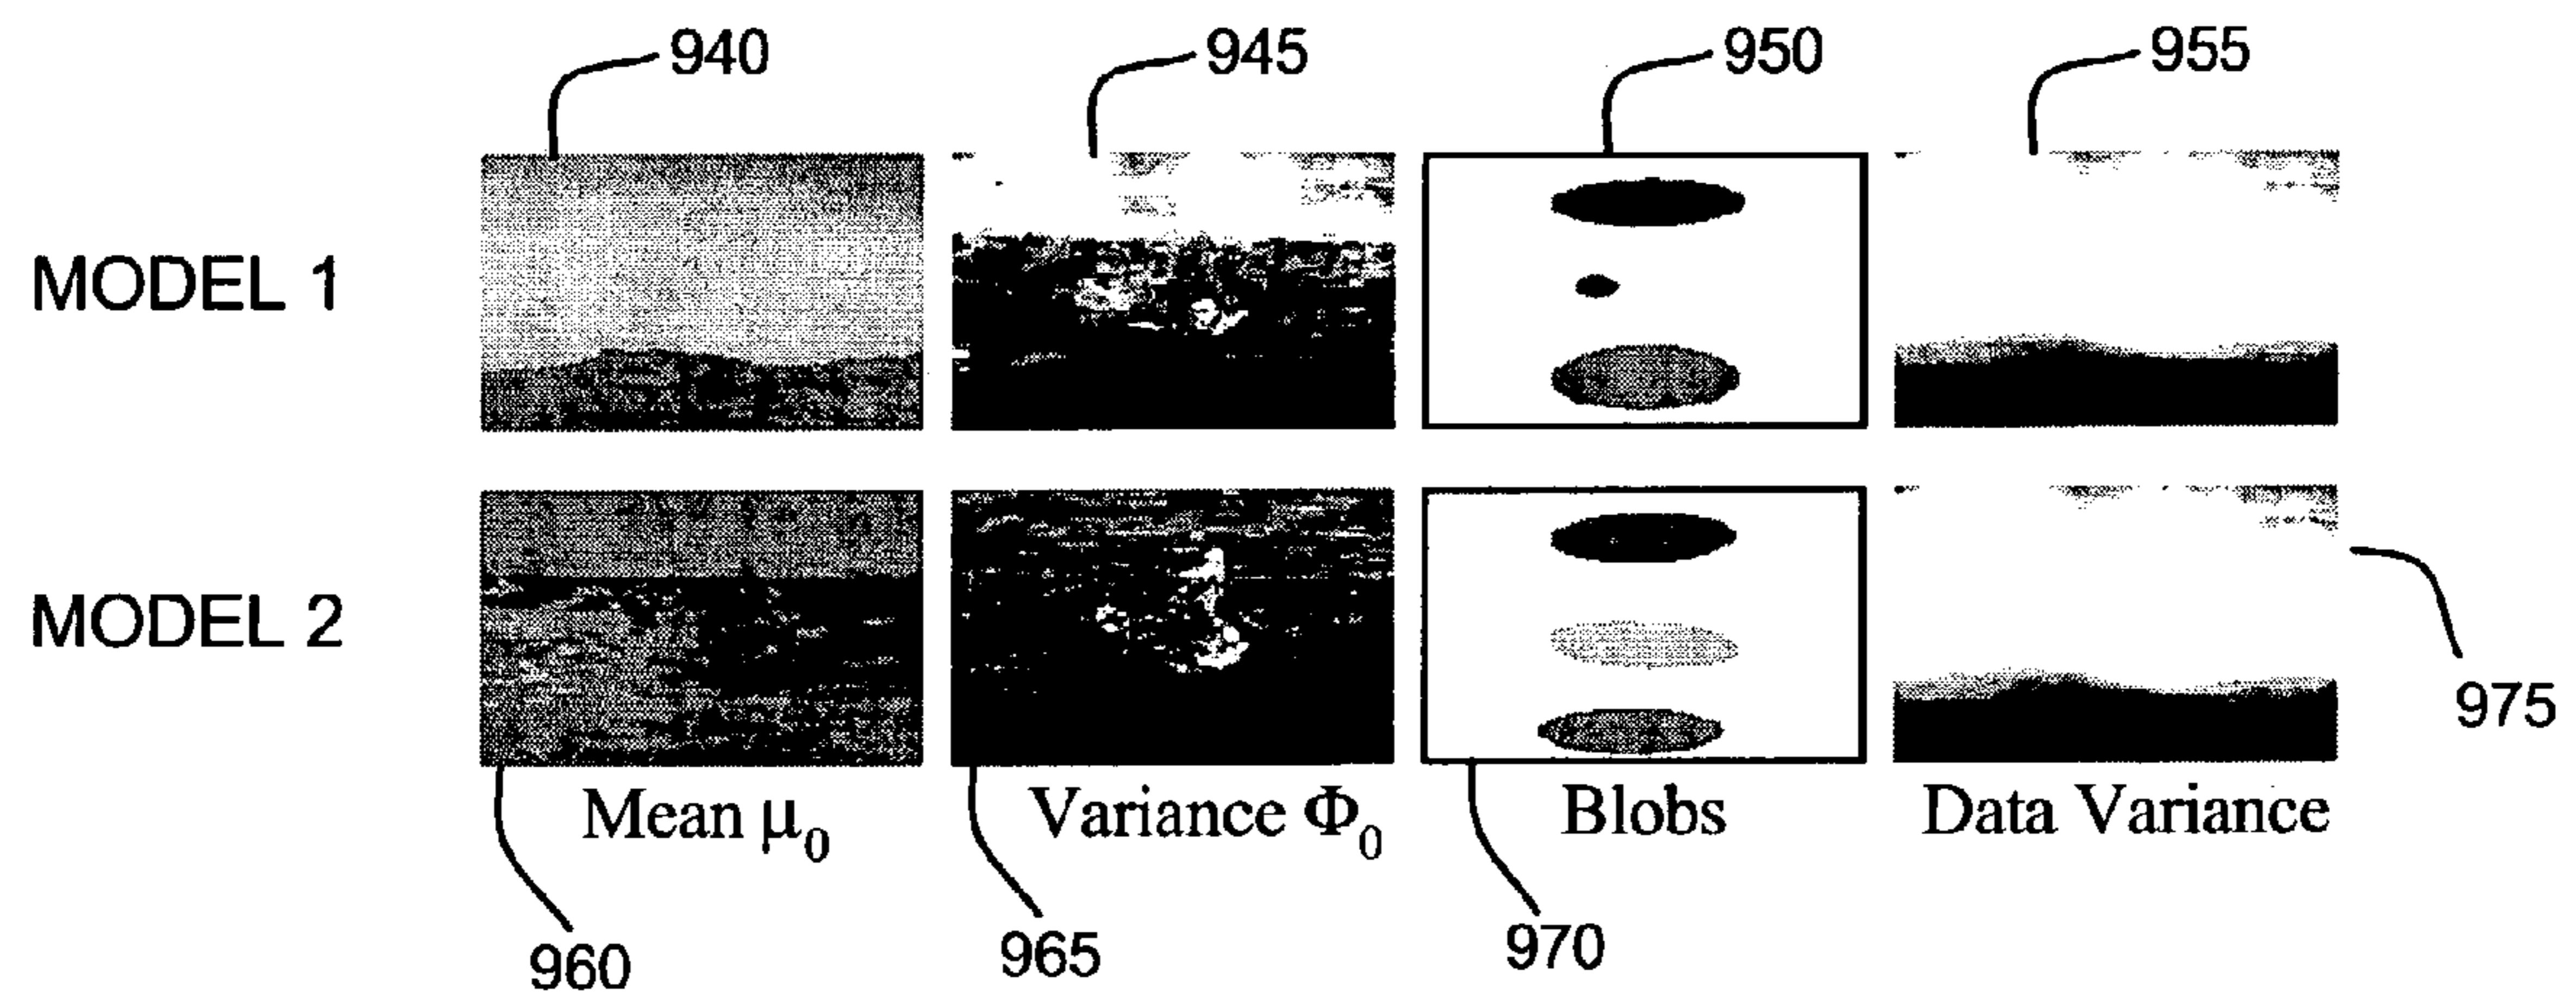 940 945 950 955
MODEL 1
MODEL 2
975
Mean μ₀ Variance Φ₀ Blobs Data Variance
960 965 970